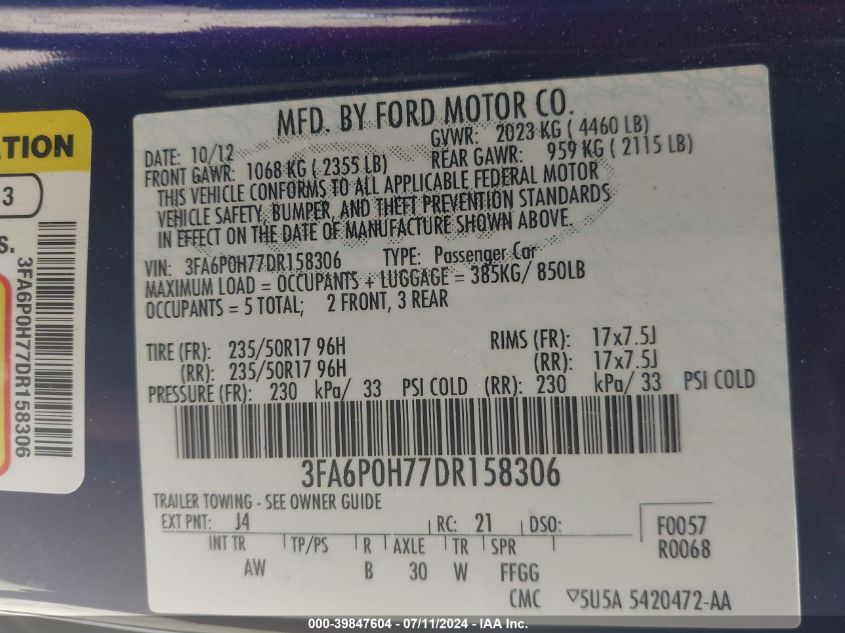 MFD. BY FORD MOTOR CO.
DATE: 10/12 GVWR: 2023 KG ( 4460 LB)
FRONT GAWR: 1068 KG ( 2355 LB) REAR GAWR: 959 KG ( 2115 LB)
THIS VEHICLE CONFORMS TO ALL APPLICABLE FEDERAL MOTOR
VEHICLE SAFETY, BUMPER, AND THEFT PREVENTION STANDARDS
IN EFFECT ON THE DATE OF MANUFACTURE SHOWN ABOVE.
VIN: 3FA6P0H77DR158306 TYPE: Passenger Car
MAXIMUM LOAD = OCCUPANTS + LUGGAGE = 385KG/ 850LB
OCCUPANTS = 5 TOTAL; 2 FRONT, 3 REAR
TIRE (FR): 235/50R17 96H RIMS (FR): 17x7.5J
(RR): 235/50R17 96H (RR): 17x7.5J
PRESSURE (FR): 230 kPa/ 33 PSI COLD (RR): 230 kPa/ 33 PSI COLD
3FA6P0H77DR158306
TRAILER TOWING - SEE OWNER GUIDE
EXT PNT: J4 RC: 21 DSO: F0057
R0068
INT TR TP/PS R AXLE TR SPR
AW B 30 W FFGG
CMC ▽5U5A 5420472-AA
ATION
3
S.
3FA6P0H77DR158306
000-39847604 - 07/11/2024 - IAA Inc.